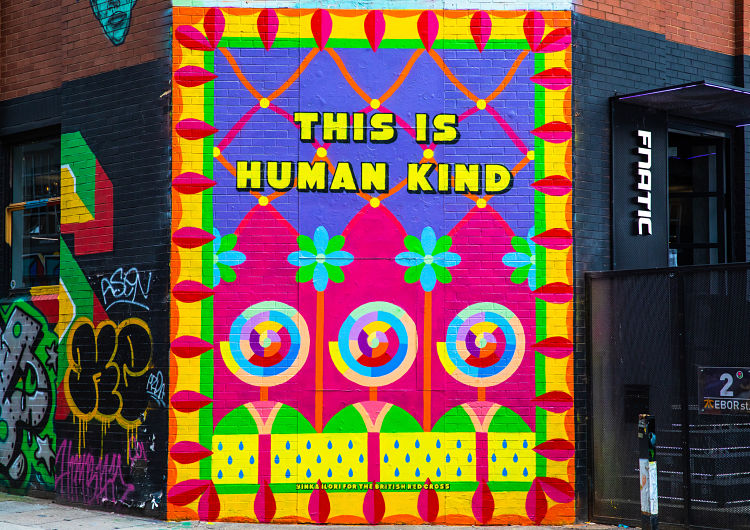 THIS IS
HUMAN KIND
YINKA ILORI FOR THE BRITISH RED CROSS
FNATIC
2
EBOR st.